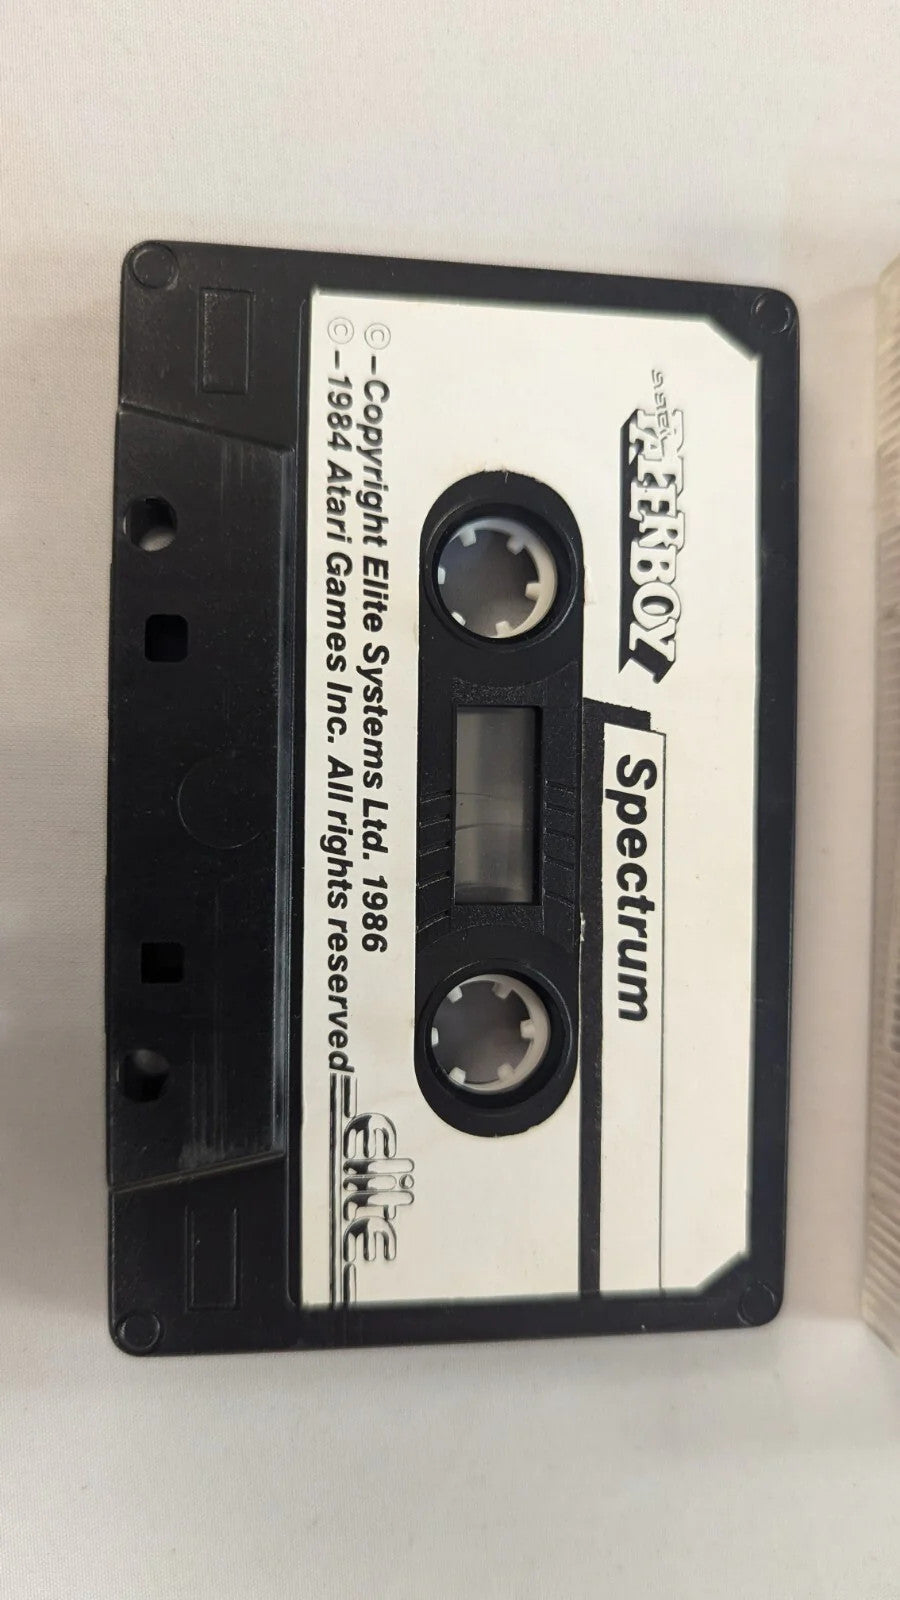 PAPERBOY
Spectrum
©-Copyright Elite Systems Ltd. 1986
©-1984 Atari Games Inc. All rights reserved
elite